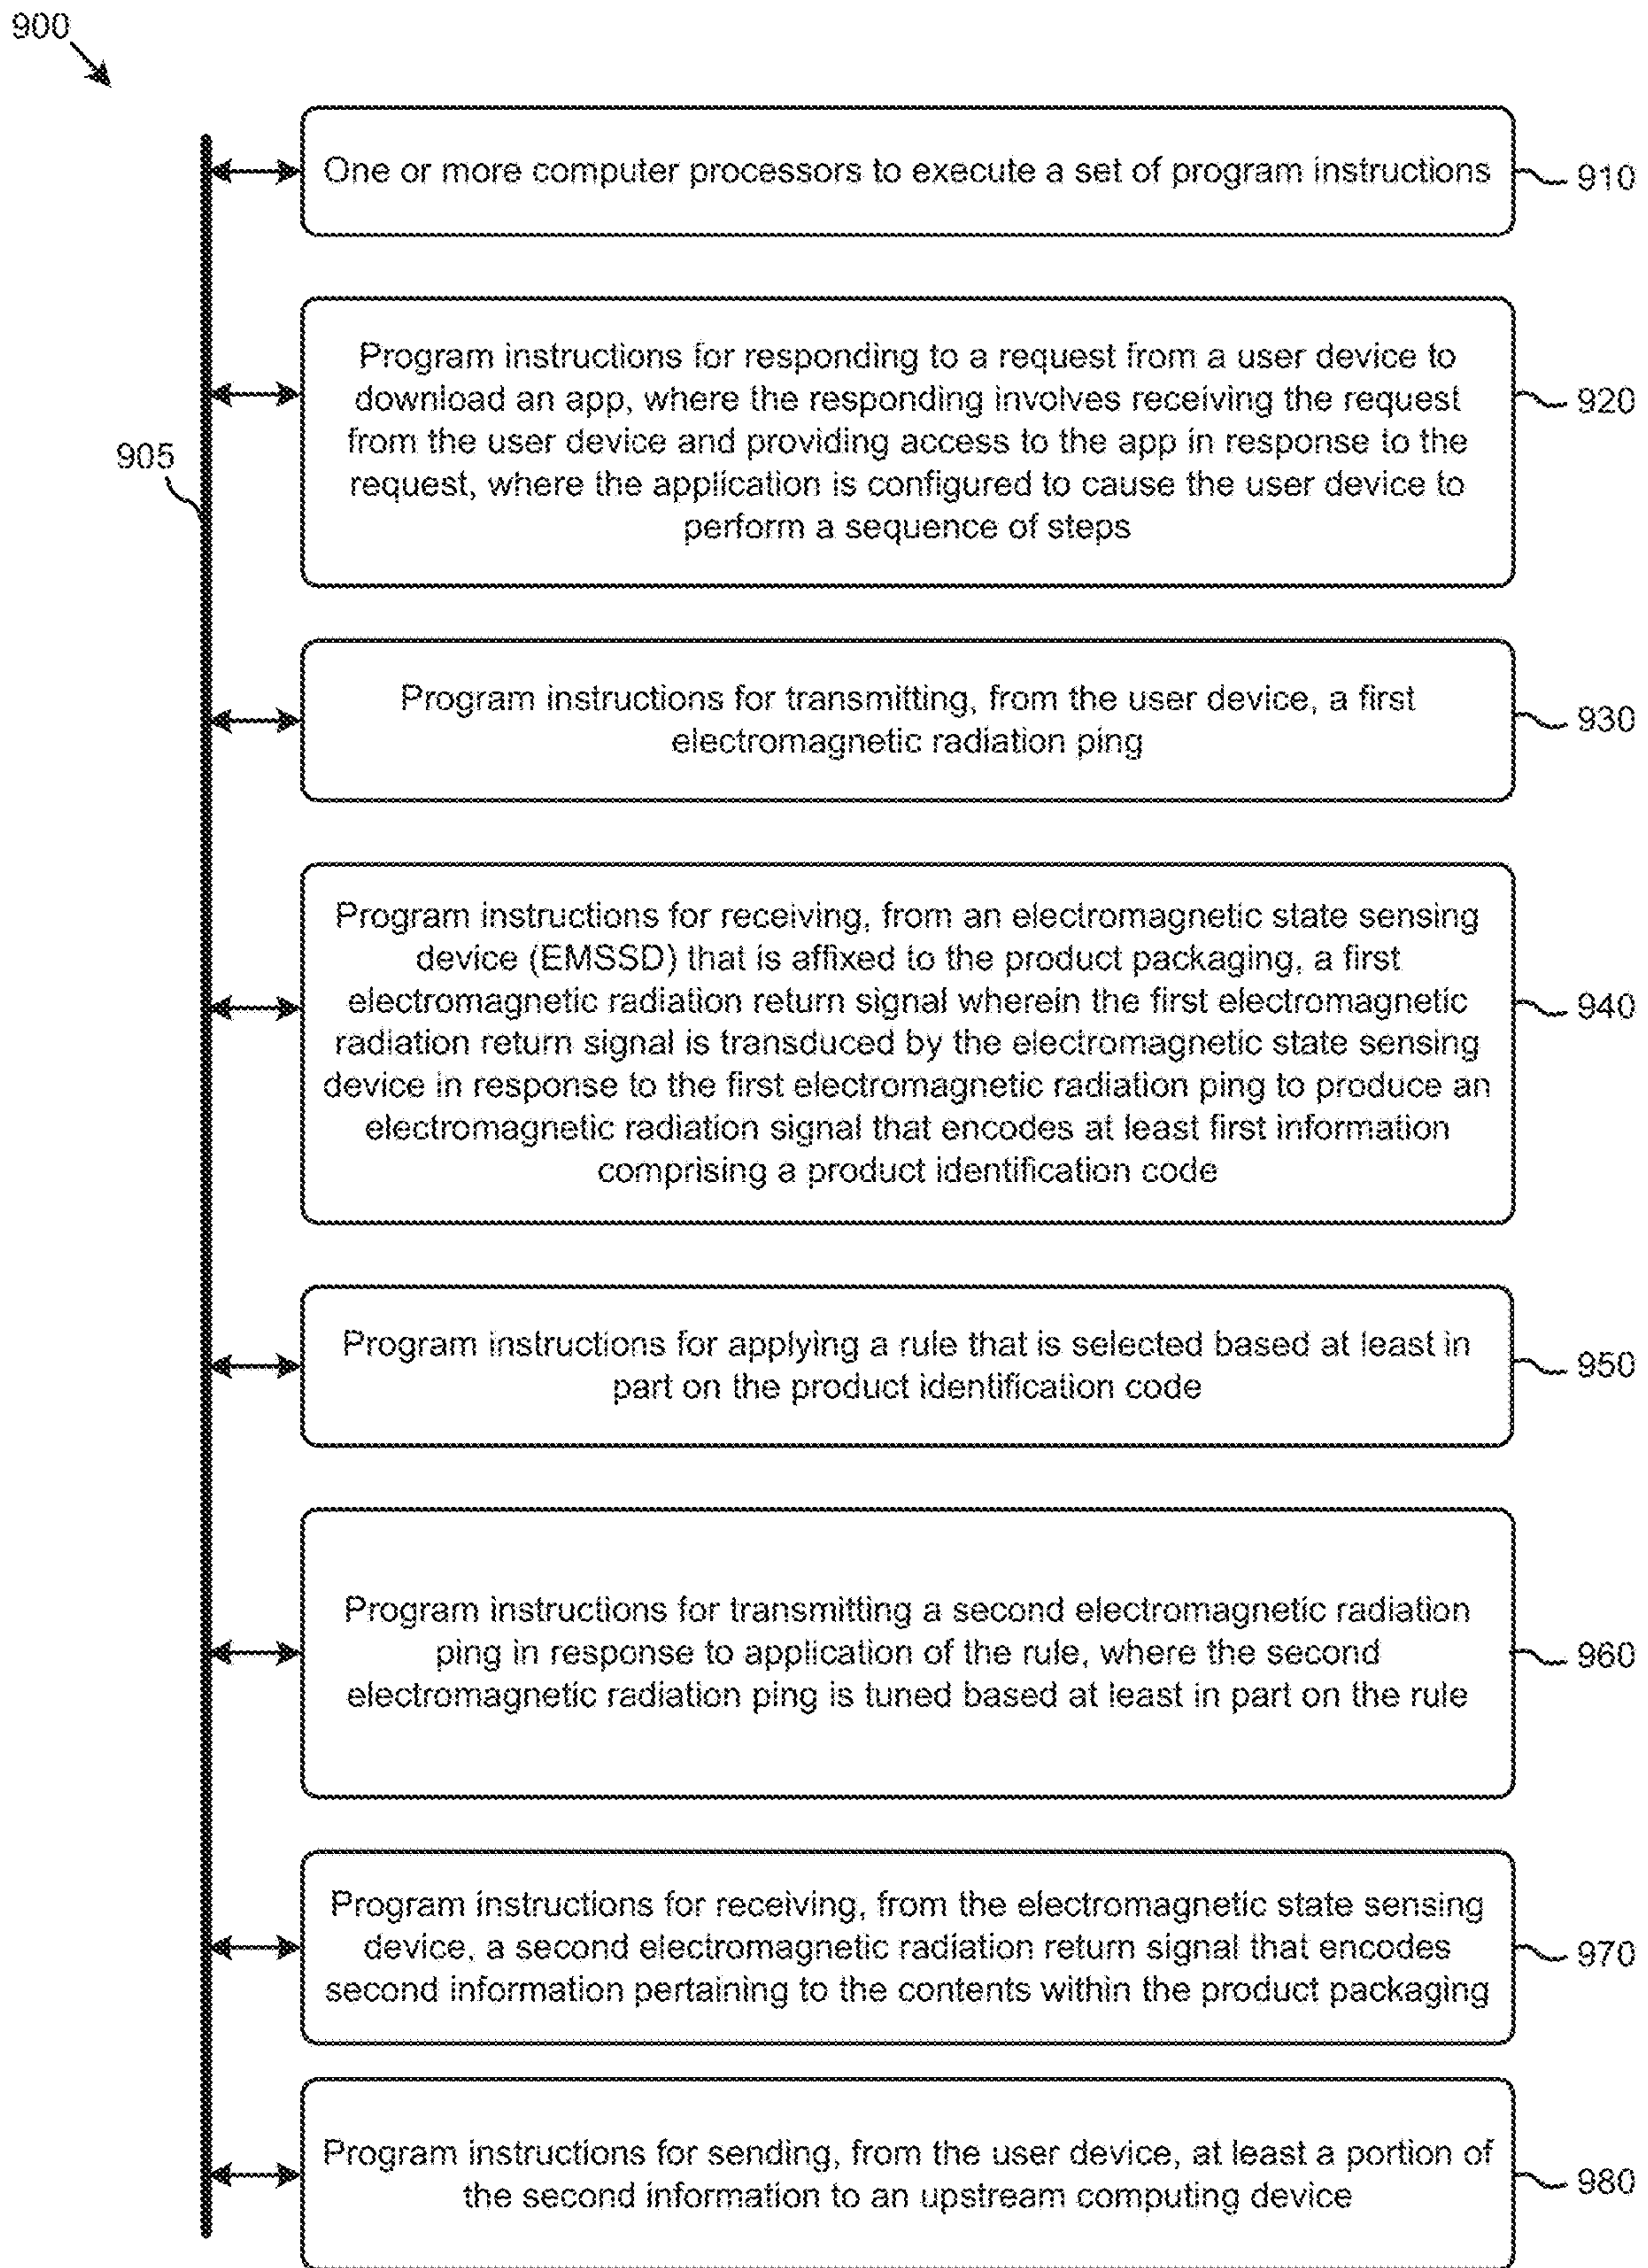 900
One or more computer processors to execute a set of program instructions
910
Program instructions for responding to a request from a user device to
download an app, where the responding involves receiving the request
from the user device and providing access to the app in response to the
request, where the application is configured to cause the user device to
perform a sequence of steps
920
905
Program instructions for transmitting, from the user device, a first
electromagnetic radiation ping
930
Program instructions for receiving, from an electromagnetic state sensing
device (EMSSD) that is affixed to the product packaging, a first
electromagnetic radiation return signal wherein the first electromagnetic
radiation return signal is transduced by the electromagnetic state sensing
device in response to the first electromagnetic radiation ping to produce an
electromagnetic radiation signal that encodes at least first information
comprising a product identification code
940
Program instructions for applying a rule that is selected based at least in
part on the product identification code
950
Program instructions for transmitting a second electromagnetic radiation
ping in response to application of the rule, where the second
electromagnetic radiation ping is tuned based at least in part on the rule
960
Program instructions for receiving, from the electromagnetic state sensing
device, a second electromagnetic radiation return signal that encodes
second information pertaining to the contents within the product packaging
970
Program instructions for sending, from the user device, at least a portion of
the second information to an upstream computing device
980